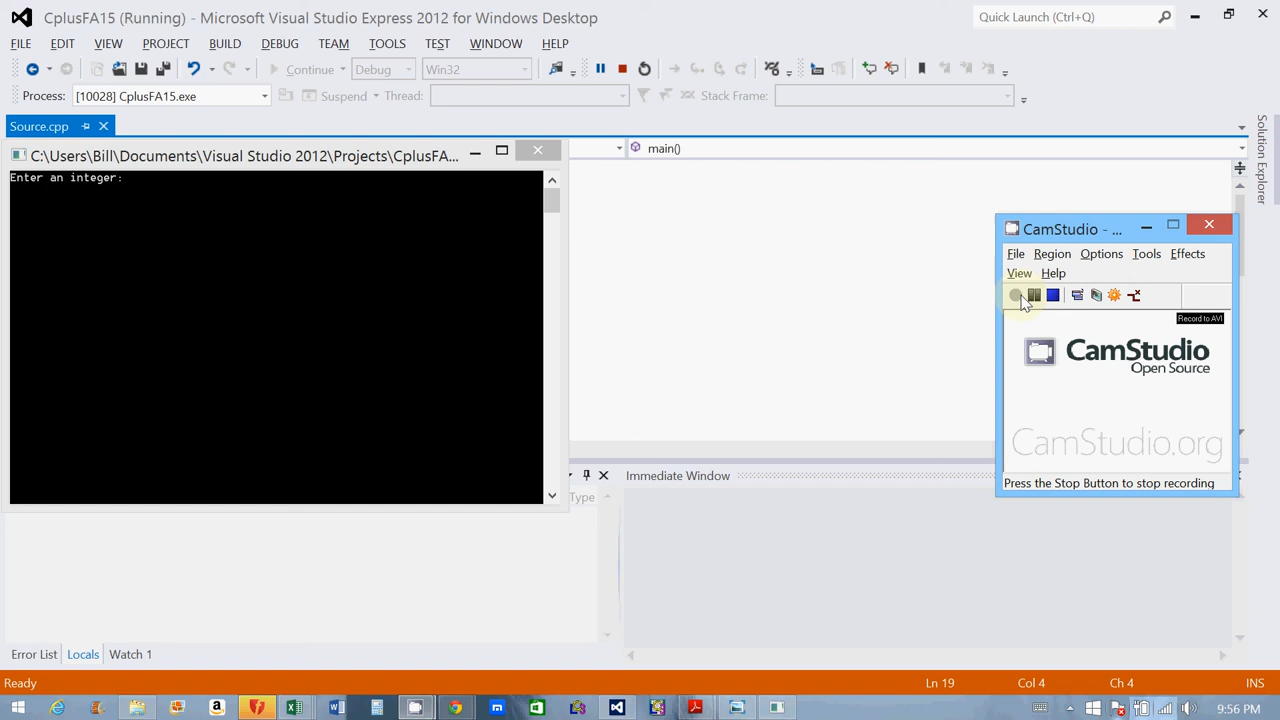 CplusFA15 (Running) - Microsoft Visual Studio Express 2012 for Windows Desktop
Quick Launch (Ctrl+Q)
FILE EDIT VIEW PROJECT BUILD DEBUG TEAM TOOLS TEST WINDOW HELP
Continue Debug Win32
Process: [10028] CplusFA15.exe Suspend Thread: Stack Frame:
Source.cpp
Solution Explorer
main()
C:\Users\Bill\Documents\Visual Studio 2012\Projects\CplusFA...
Enter an integer:
CamStudio - ...
File Region Options Tools Effects
View Help
Record to AVI
CamStudio
Open Source
CamStudio.org
Press the Stop Button to stop recording
Immediate Window
Type
Error List Locals Watch 1
Ready Ln 19 Col 4 Ch 4 INS
9:56 PM